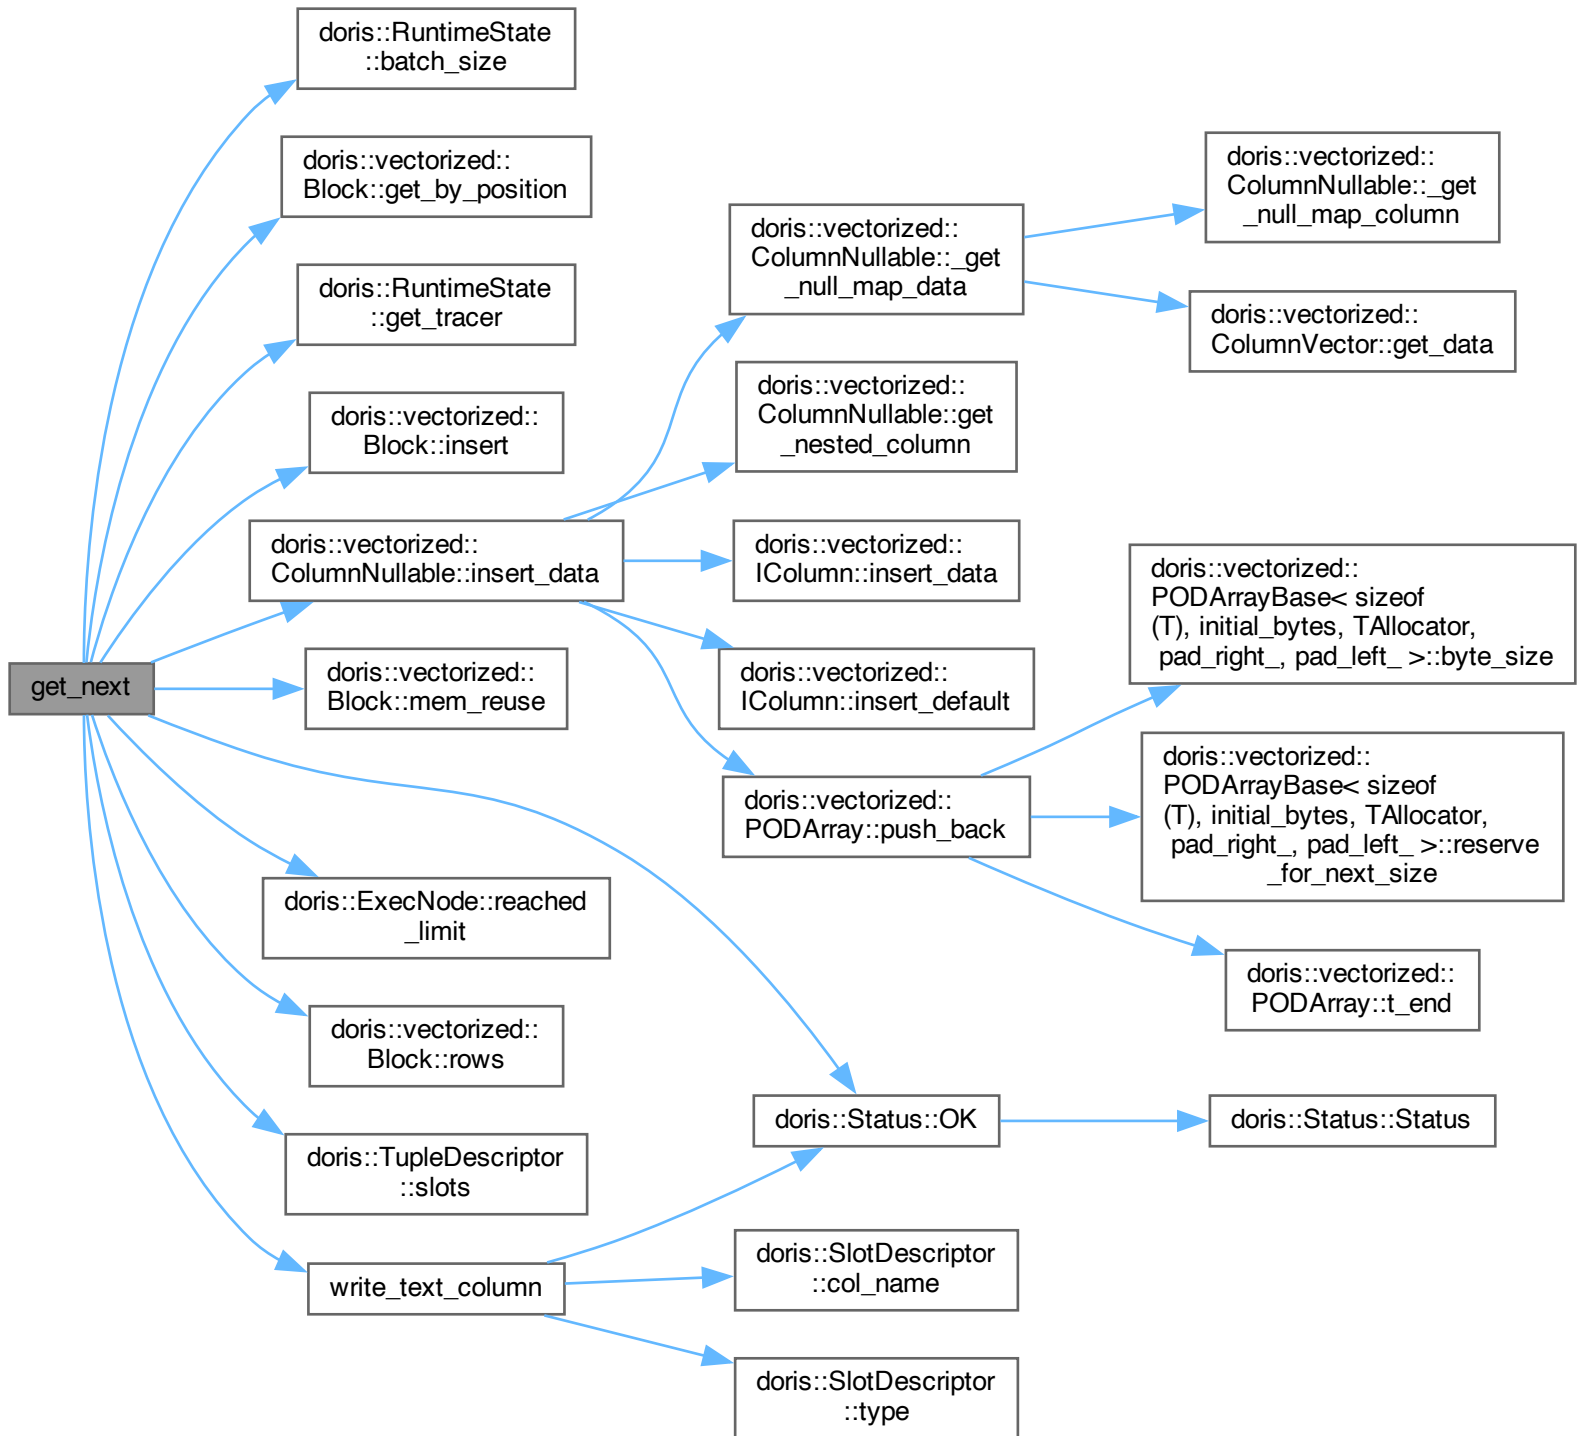 doris::RuntimeState
::batch_size
doris::vectorized::
Block::get_by_position
doris::RuntimeState
::get_tracer
doris::vectorized::
Block::insert
doris::vectorized::
ColumnNullable::insert_data
get_next
doris::vectorized::
Block::mem_reuse
doris::ExecNode::reached
_limit
doris::vectorized::
Block::rows
doris::TupleDescriptor
::slots
write_text_column
doris::vectorized::
ColumnNullable::_get
_null_map_data
doris::vectorized::
ColumnNullable::get
_nested_column
doris::vectorized::
IColumn::insert_data
doris::vectorized::
IColumn::insert_default
doris::vectorized::
PODArray::push_back
doris::Status::OK
doris::SlotDescriptor
::col_name
doris::SlotDescriptor
::type
doris::vectorized::
ColumnNullable::_get
_null_map_column
doris::vectorized::
ColumnVector::get_data
doris::vectorized::
PODArrayBase< sizeof
(T), initial_bytes, TAllocator,
pad_right_, pad_left_ >::byte_size
doris::vectorized::
PODArrayBase< sizeof
(T), initial_bytes, TAllocator,
pad_right_, pad_left_ >::reserve
_for_next_size
doris::vectorized::
PODArray::t_end
doris::Status::Status